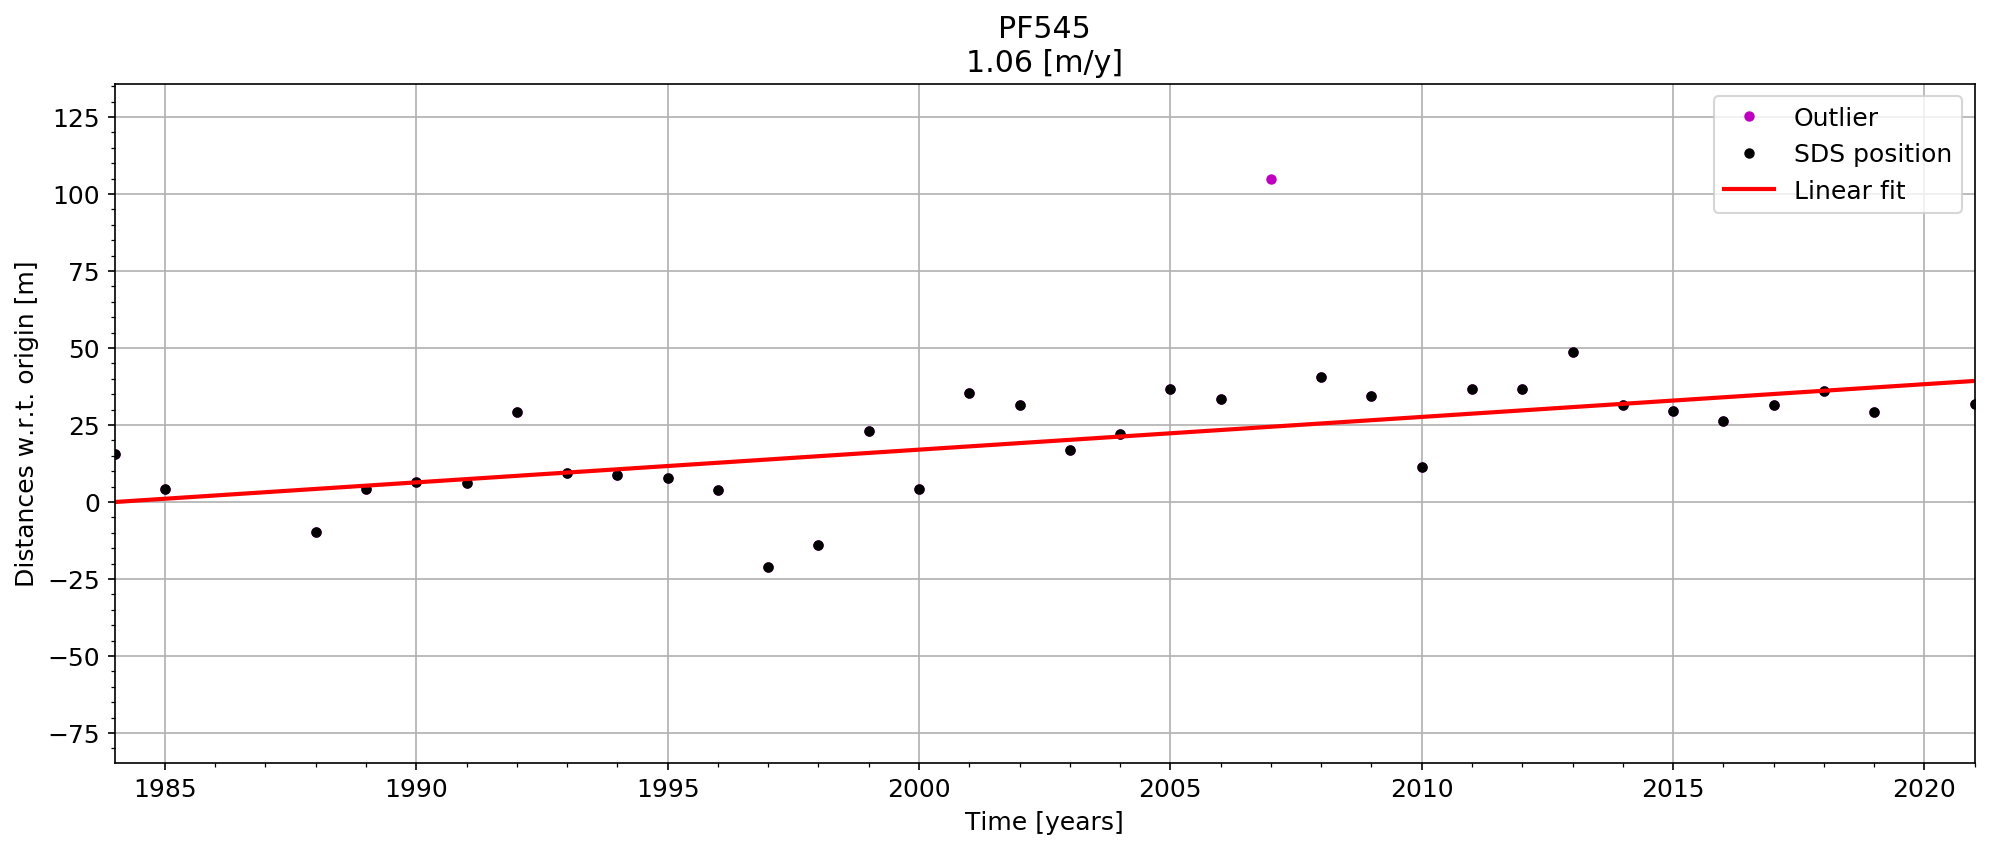 PF545
1.06 [m/y]
Outlier
SDS position
Linear fit
125
100
75
50
25
0
−25
−50
−75
Distances w.r.t. origin [m]
1985 1990 1995 2000 2005 2010 2015 2020
Time [years]